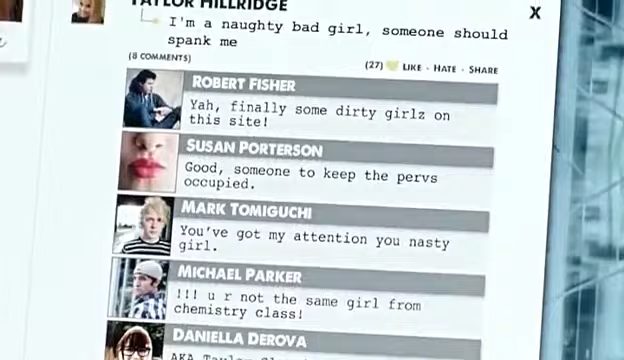 TAYLOR HILLRIDGE
X
I'm a naughty bad girl, someone should
spank me
(8 COMMENTS)
(27) LIKE - HATE - SHARE
ROBERT FISHER
Yah, finally some dirty girlz on
this site!
SUSAN PORTERSON
Good, someone to keep the pervs
occupied.
MARK TOMIGUCHI
You've got my attention you nasty
girl.
MICHAEL PARKER
!!! u r not the same girl from
chemistry class!
DANIELLA DEROVA
AKA Taylor